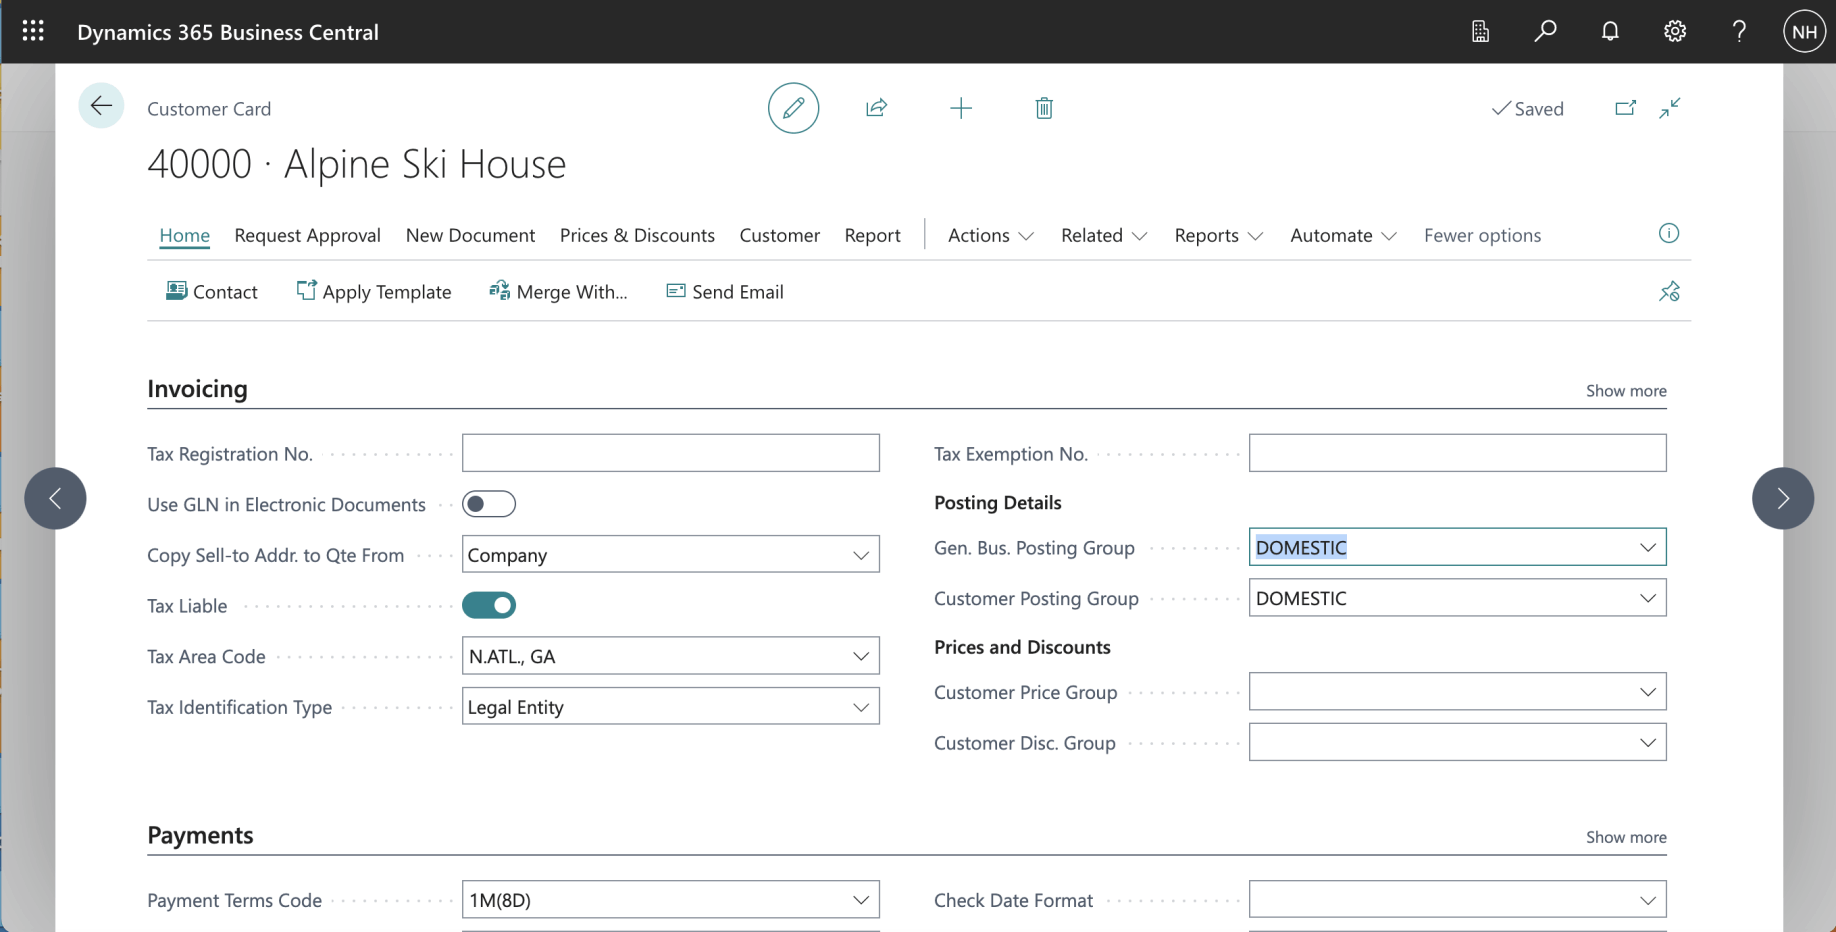 Dynamics 365 Business Central
NH
Customer Card
Saved
40000 · Alpine Ski House
Home Request Approval New Document Prices & Discounts Customer Report Actions Related Reports Automate Fewer options
Contact Apply Template Merge With... Send Email
Invoicing
Show more
Tax Registration No.
Use GLN in Electronic Documents
Copy Sell-to Addr. to Qte From Company
Tax Liable
Tax Area Code N.ATL., GA
Tax Identification Type Legal Entity
Tax Exemption No.
Posting Details
Gen. Bus. Posting Group DOMESTIC
Customer Posting Group DOMESTIC
Prices and Discounts
Customer Price Group
Customer Disc. Group
Payments
Show more
Payment Terms Code 1M(8D)
Check Date Format